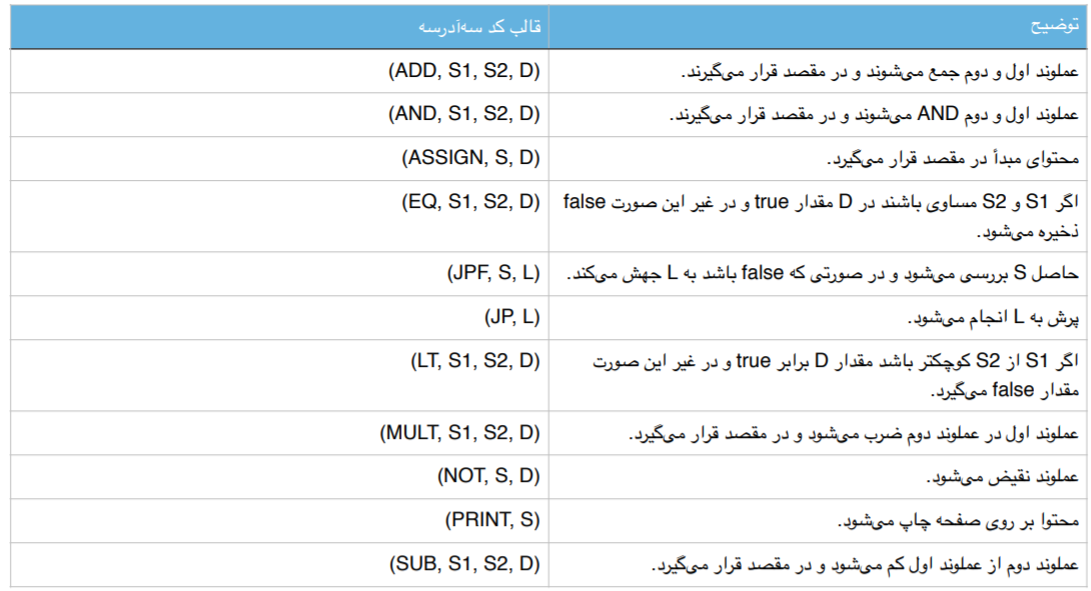 توضیح
قالب کد سه‌آدرسه
عملوند اول و دوم جمع می‌شوند و در مقصد قرار می‌گیرند.
(ADD, S1, S2, D)
عملوند اول و دوم AND می‌شوند و در مقصد قرار می‌گیرند.
(AND, S1, S2, D)
محتوای مبدأ در مقصد قرار می‌گیرد.
(ASSIGN, S, D)
اگر S1 و S2 مساوی باشند در D مقدار true و در غیر این صورت false
ذخیره می‌شود.
(EQ, S1, S2, D)
حاصل S بررسی می‌شود و در صورتی که false باشد به L جهش می‌کند.
(JPF, S, L)
پرش به L انجام می‌شود.
(JP, L)
اگر S1 از S2 کوچکتر باشد مقدار D برابر true و در غیر این صورت
مقدار false می‌گیرد.
(LT, S1, S2, D)
عملوند اول در عملوند دوم ضرب می‌شود و در مقصد قرار می‌گیرد.
(MULT, S1, S2, D)
عملوند نقیض می‌شود.
(NOT, S, D)
محتوا بر روی صفحه چاپ می‌شود.
(PRINT, S)
عملوند دوم از عملوند اول کم می‌شود و در مقصد قرار می‌گیرد.
(SUB, S1, S2, D)